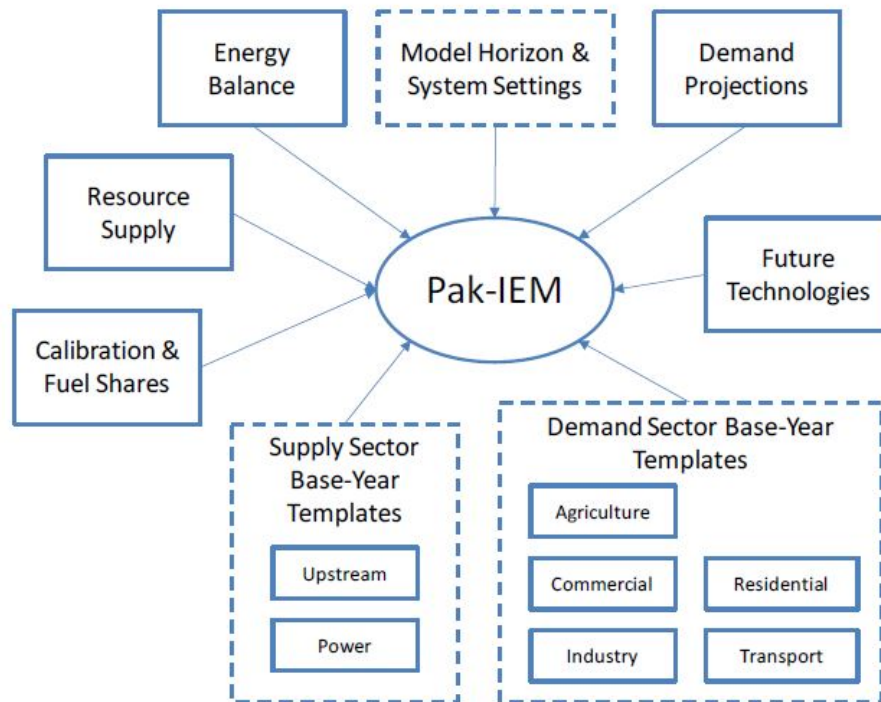 Energy
Balance
Model Horizon &
System Settings
Demand
Projections
Resource
Supply
Pak-IEM
Future
Technologies
Calibration &
Fuel Shares
Supply Sector
Base-Year
Templates
Upstream
Power
Demand Sector Base-Year
Templates
Agriculture
Commercial
Residential
Industry
Transport